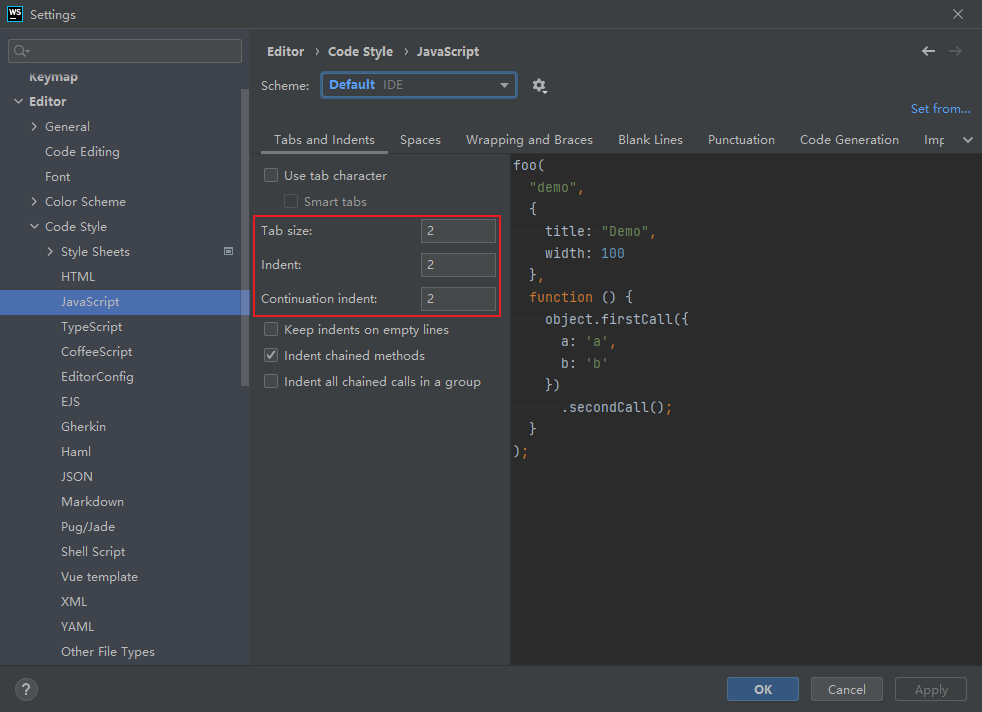 WS Settings
Keymap
Editor
General
Code Editing
Font
Color Scheme
Code Style
Style Sheets
HTML
JavaScript
TypeScript
CoffeeScript
EditorConfig
EJS
Gherkin
Haml
JSON
Markdown
Pug/Jade
Shell Script
Vue template
XML
YAML
Other File Types
Editor › Code Style › JavaScript
Scheme: Default IDE
Set from...
Tabs and Indents Spaces Wrapping and Braces Blank Lines Punctuation Code Generation Imp
Use tab character
Smart tabs
Tab size: 2
Indent: 2
Continuation indent: 2
Keep indents on empty lines
Indent chained methods
Indent all chained calls in a group
foo(
"demo",
{
title: "Demo",
width: 100
},
function () {
object.firstCall({
a: 'a',
b: 'b'
})
.secondCall();
}
);
? OK Cancel Apply